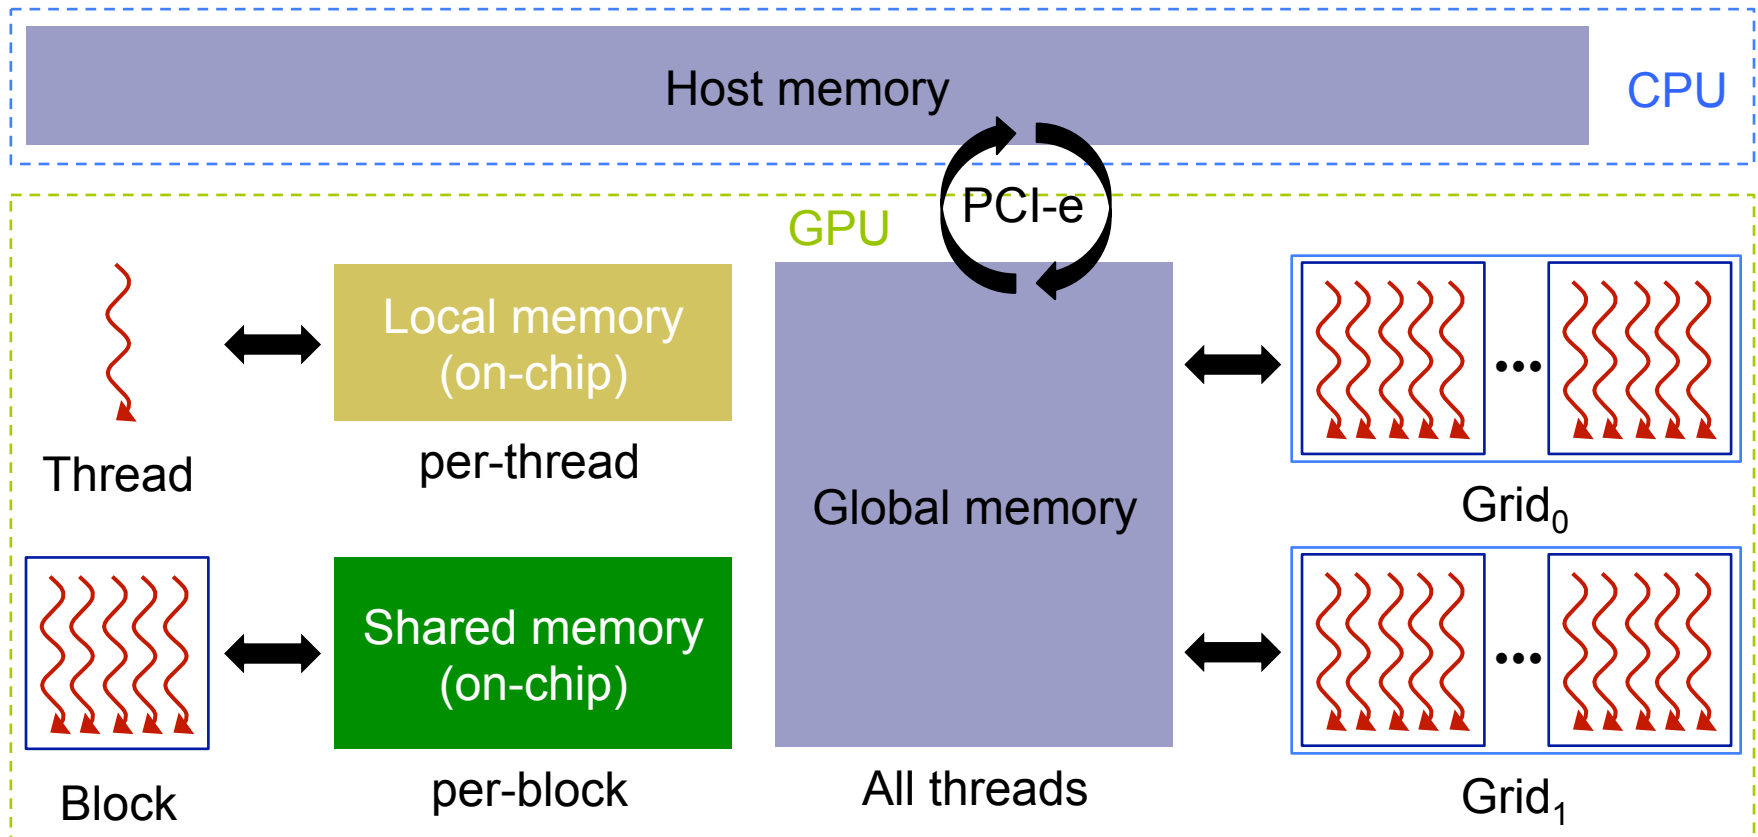 Host memory
CPU
PCI-e
GPU
Local memory
(on-chip)
Thread
per-thread
Global memory
Grid₀
Shared memory
(on-chip)
Block
per-block
All threads
Grid₁